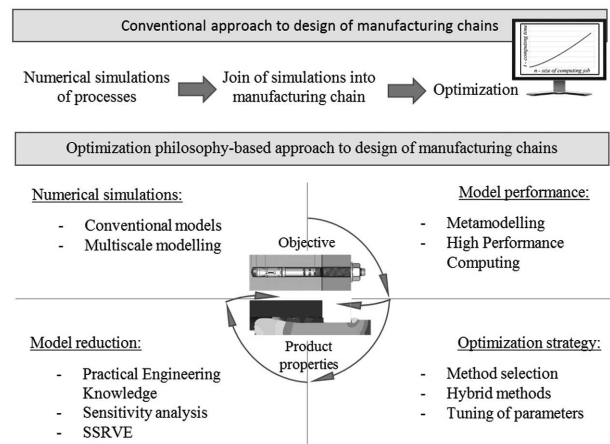 Conventional approach to design of manufacturing chains
t - computing time
n - size of computing job
Numerical simulations
of processes
Join of simulations into
manufacturing chain
Optimization
Optimization philosophy-based approach to design of manufacturing chains
Numerical simulations:
- Conventional models
- Multiscale modelling
Model performance:
- Metamodelling
- High Performance
Computing
Objective
Product
properties
Model reduction:
- Practical Engineering
Knowledge
- Sensitivity analysis
- SSRVE
Optimization strategy:
- Method selection
- Hybrid methods
- Tuning of parameters